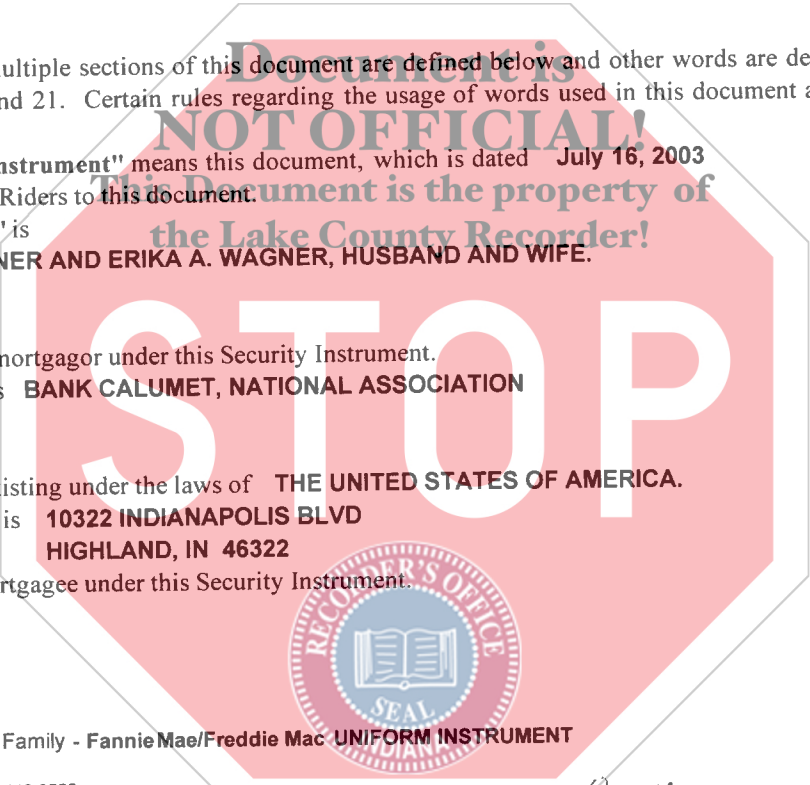 Document is
ultiple sections of this document are defined below and other words are de
nd 21. Certain rules regarding the usage of words used in this document a
NOT OFFICIAL!
nstrument" means this document, which is dated July 16, 2003
This Document is the property of
Riders to this document.
" is
the Lake County Recorder!
NER AND ERIKA A. WAGNER, HUSBAND AND WIFE.
STOP
mortgagor under this Security Instrument.
s BANK CALUMET, NATIONAL ASSOCIATION
isting under the laws of THE UNITED STATES OF AMERICA.
is 10322 INDIANAPOLIS BLVD
HIGHLAND, IN 46322
rtgagee under this Security Instrument.
RECORDER'S OFFICE
SEAL
INDIANA
Family - Fannie Mae/Freddie Mac UNIFORM INSTRUMENT